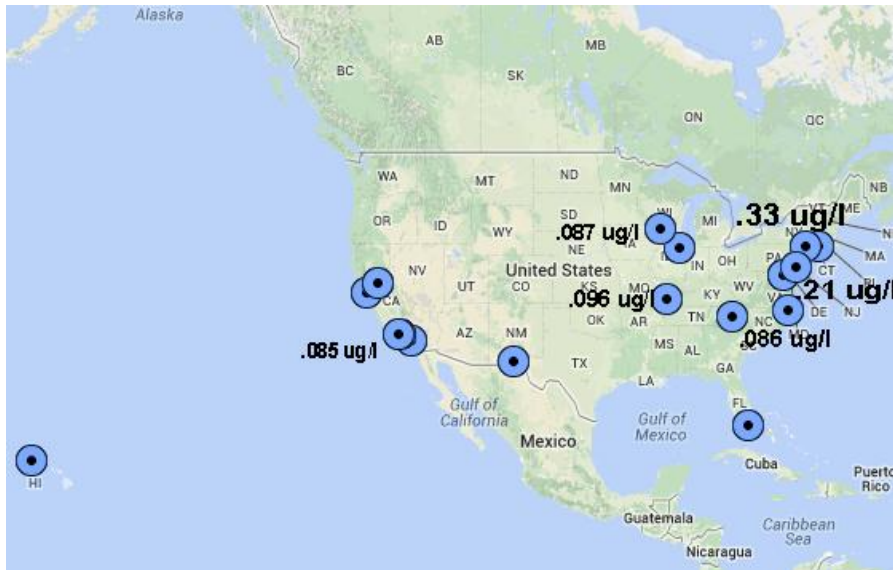 Alaska
AB
MB
BC
SK
ON
QC
NB
WA
MT
ND
MN
VT
ME
.33 ug/l
OR
ID
SD
WI
MI
NY
.087 ug/l
WY
NE
MA
PA
CT
NV
United States
IN
OH
UT
CO
KS
MO
WV
VA
.21 ug/l
CA
.096 ug/l
KY
DE
NJ
OK
AR
TN
NC
MD
.085 ug/l
AZ
NM
MS
AL
SC
.086 ug/l
TX
GA
LA
FL
Gulf of
California
Gulf of
Mexico
Mexico
HI
Cuba
Puerto
Rico
Guatemala
Caribbean
Sea
Nicaragua